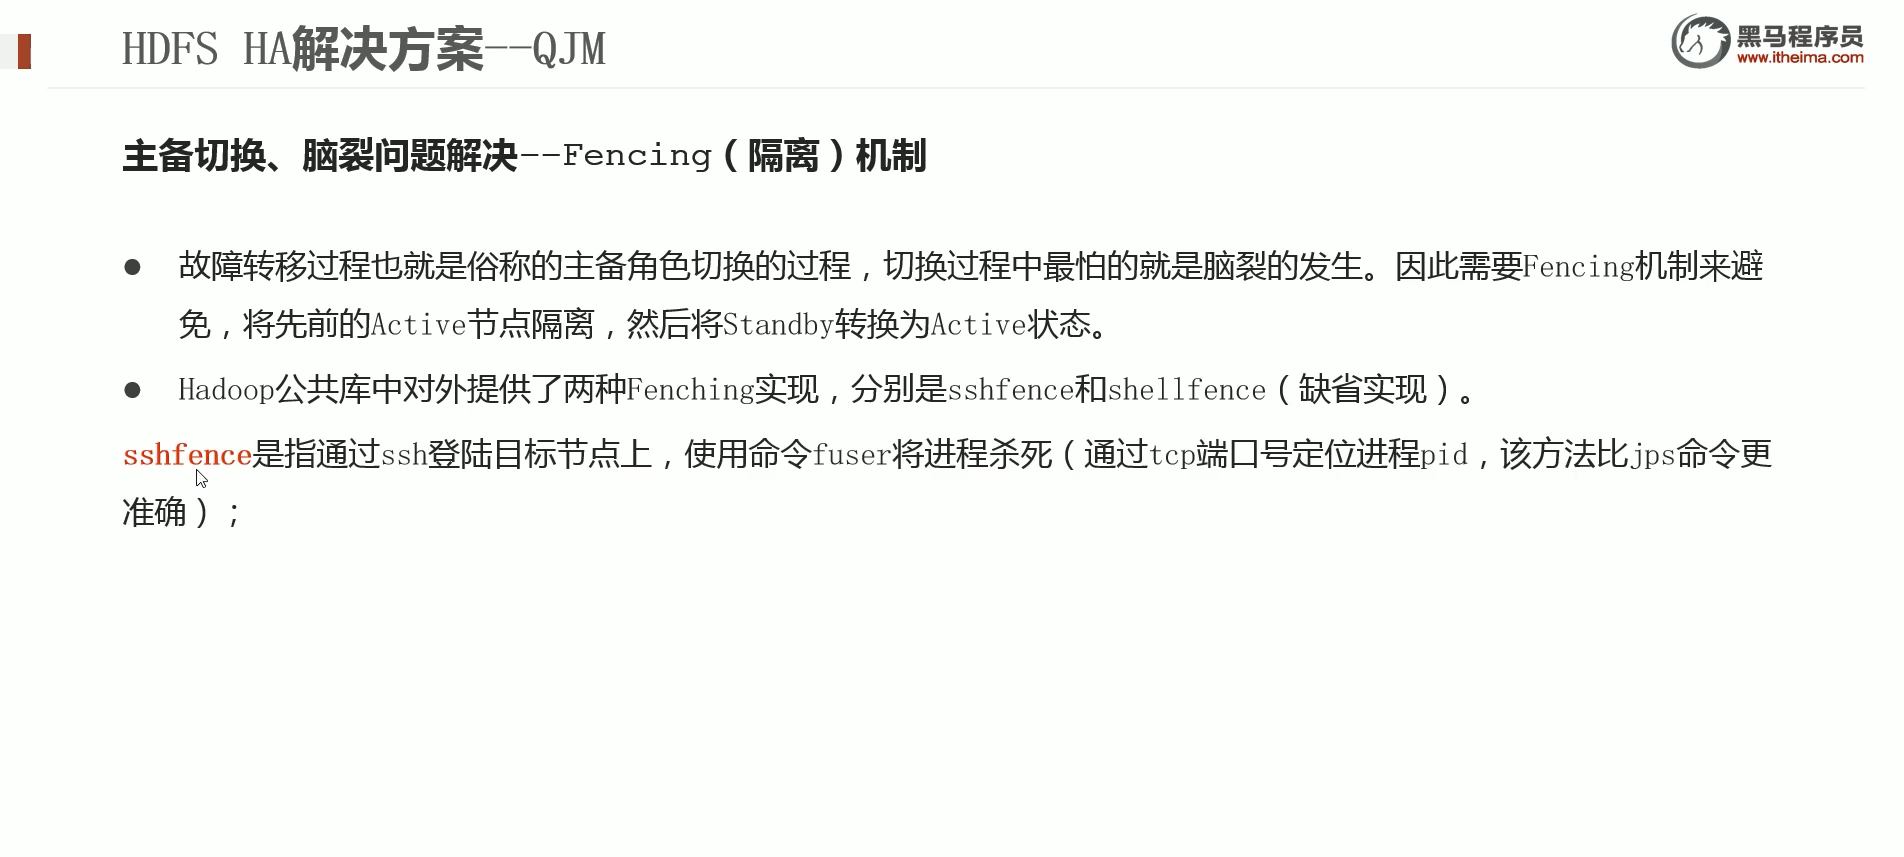 HDFS HA解决方案--QJM
黑马程序员
www.itheima.com
主备切换、脑裂问题解决--Fencing（隔离）机制
● 故障转移过程也就是俗称的主备角色切换的过程，切换过程中最怕的就是脑裂的发生。因此需要Fencing机制来避
免，将先前的Active节点隔离，然后将Standby转换为Active状态。
● Hadoop公共库中对外提供了两种Fenching实现，分别是sshfence和shellfence（缺省实现）。
sshfence是指通过ssh登陆目标节点上，使用命令fuser将进程杀死（通过tcp端口号定位进程pid，该方法比jps命令更
准确）；